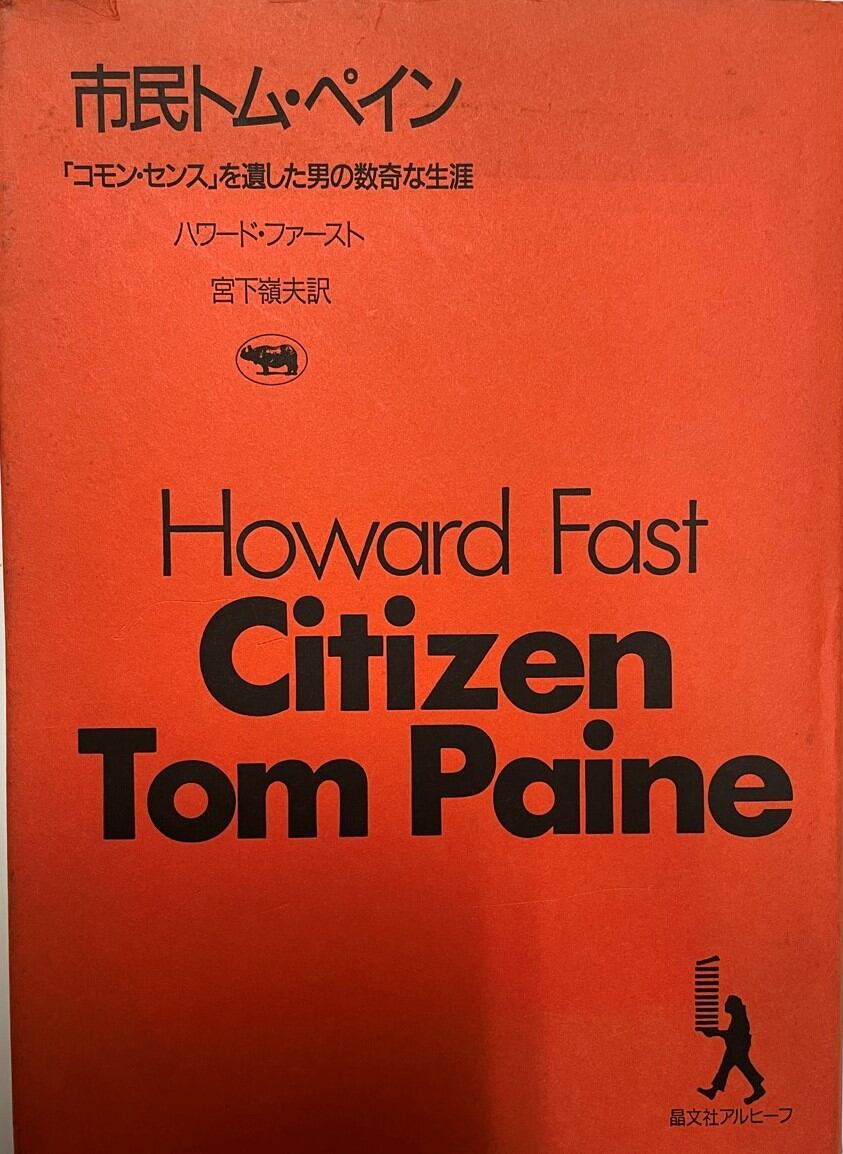 市民トム・ペイン
「コモン・センス」を遺した男の数奇な生涯
ハワード・ファースト
宮下嶺夫訳
Howard Fast
Citizen
Tom Paine
晶文社アルヒーフ